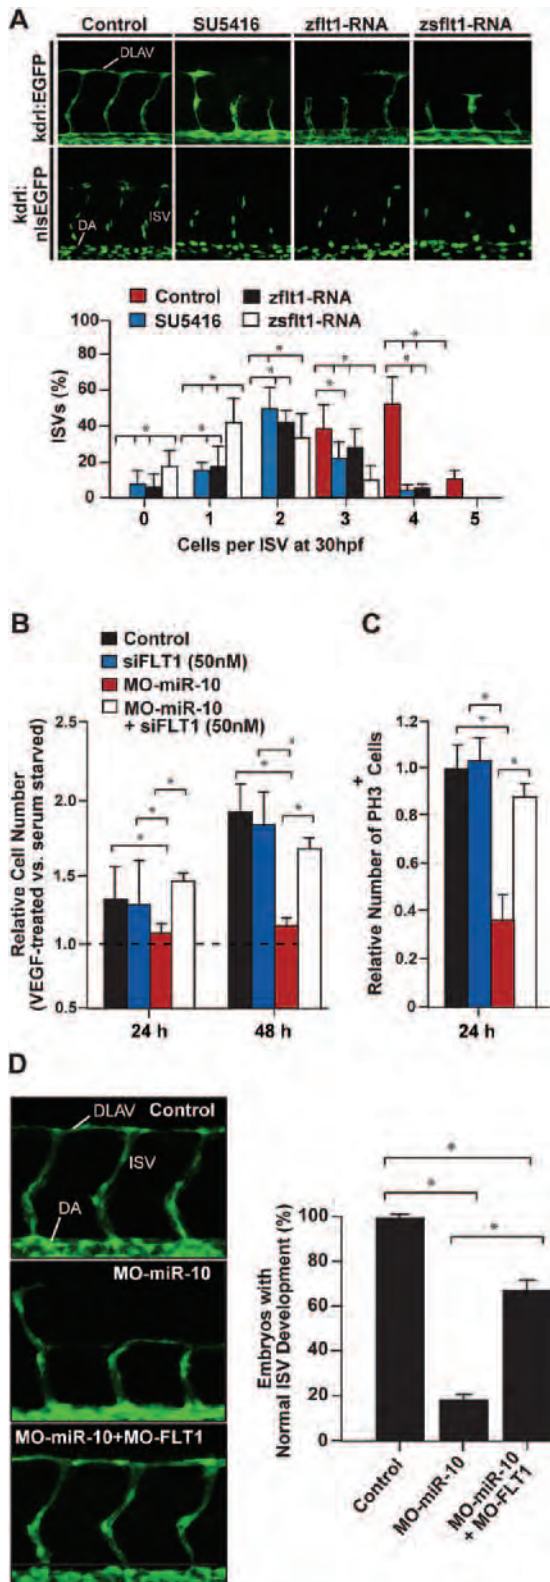 A
Control SU5416 zflt1-RNA zsflt1-RNA
kdrl:EGFP
DLAV
kdrl:
nlsEGFP
DA
ISV
Control
SU5416
zflt1-RNA
zsflt1-RNA
* * * * * * * *
ISVs (%)
100
80
60
40
20
0
0 1 2 3 4 5
Cells per ISV at 30hpf
B
Control
siFLT1 (50nM)
MO-miR-10
MO-miR-10
+ siFLT1 (50nM)
Relative Cell Number
(VEGF-treated vs. serum starved)
2.5
2.0
1.5
1.0
0.5
* * * * * *
24 h 48 h
C
Relative Number of PH3+ Cells
1.2
1.0
0.8
0.6
0.4
0.2
0
* * *
24 h
D
DLAV Control
ISV
DA
MO-miR-10
MO-miR-10+MO-FLT1
Embryos with
Normal ISV Development (%)
100
80
60
40
20
0
* * *
Control
MO-miR-10
MO-miR-10
+ MO-FLT1